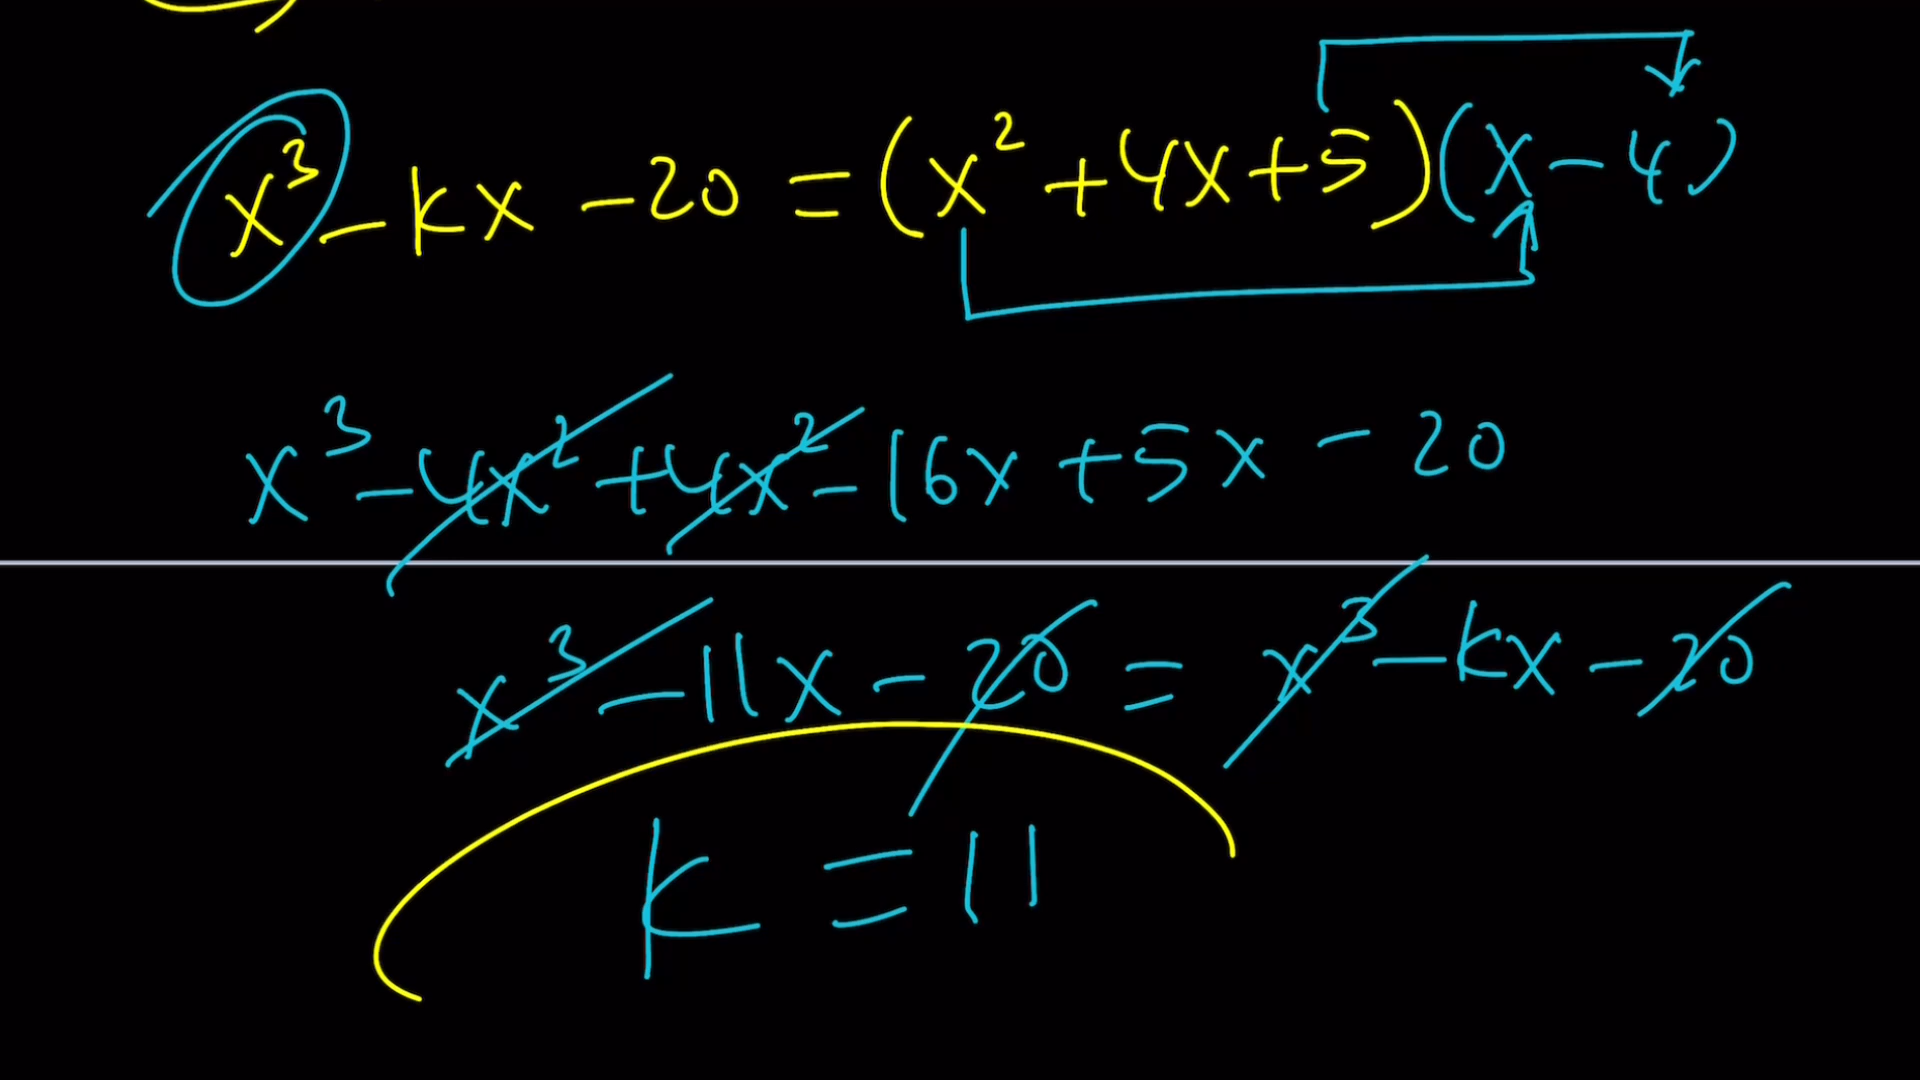 x³ - kx - 20 = (x² + 4x + 5)(x - 4)
x³ - 4x² + 4x² - 16x + 5x - 20
x³ - 11x - 20 = x³ - kx - 20
k = 11